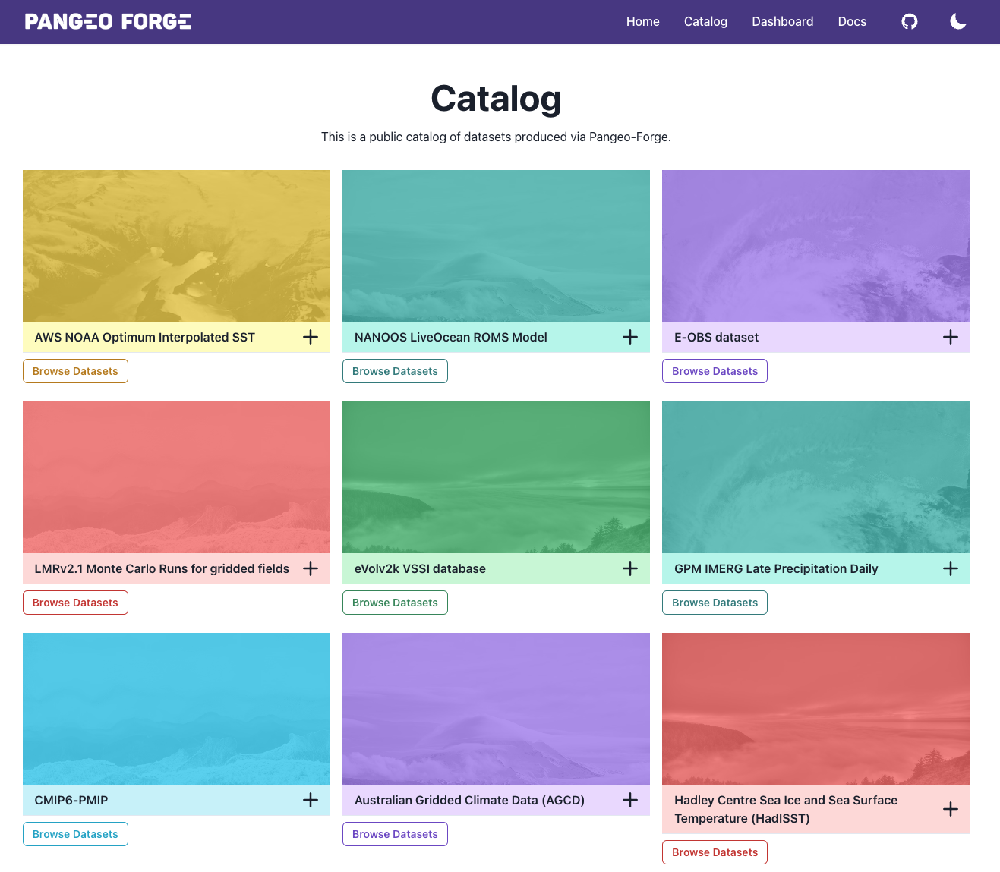 PANGEO FORGE
Home
Catalog
Dashboard
Docs
Catalog
This is a public catalog of datasets produced via Pangeo-Forge.
AWS NOAA Optimum Interpolated SST
Browse Datasets
NANOOS LiveOcean ROMS Model
Browse Datasets
E-OBS dataset
Browse Datasets
LMRv2.1 Monte Carlo Runs for gridded fields
Browse Datasets
eVolv2k VSSI database
Browse Datasets
GPM IMERG Late Precipitation Daily
Browse Datasets
CMIP6-PMIP
Browse Datasets
Australian Gridded Climate Data (AGCD)
Browse Datasets
Hadley Centre Sea Ice and Sea Surface
Temperature (HadISST)
Browse Datasets